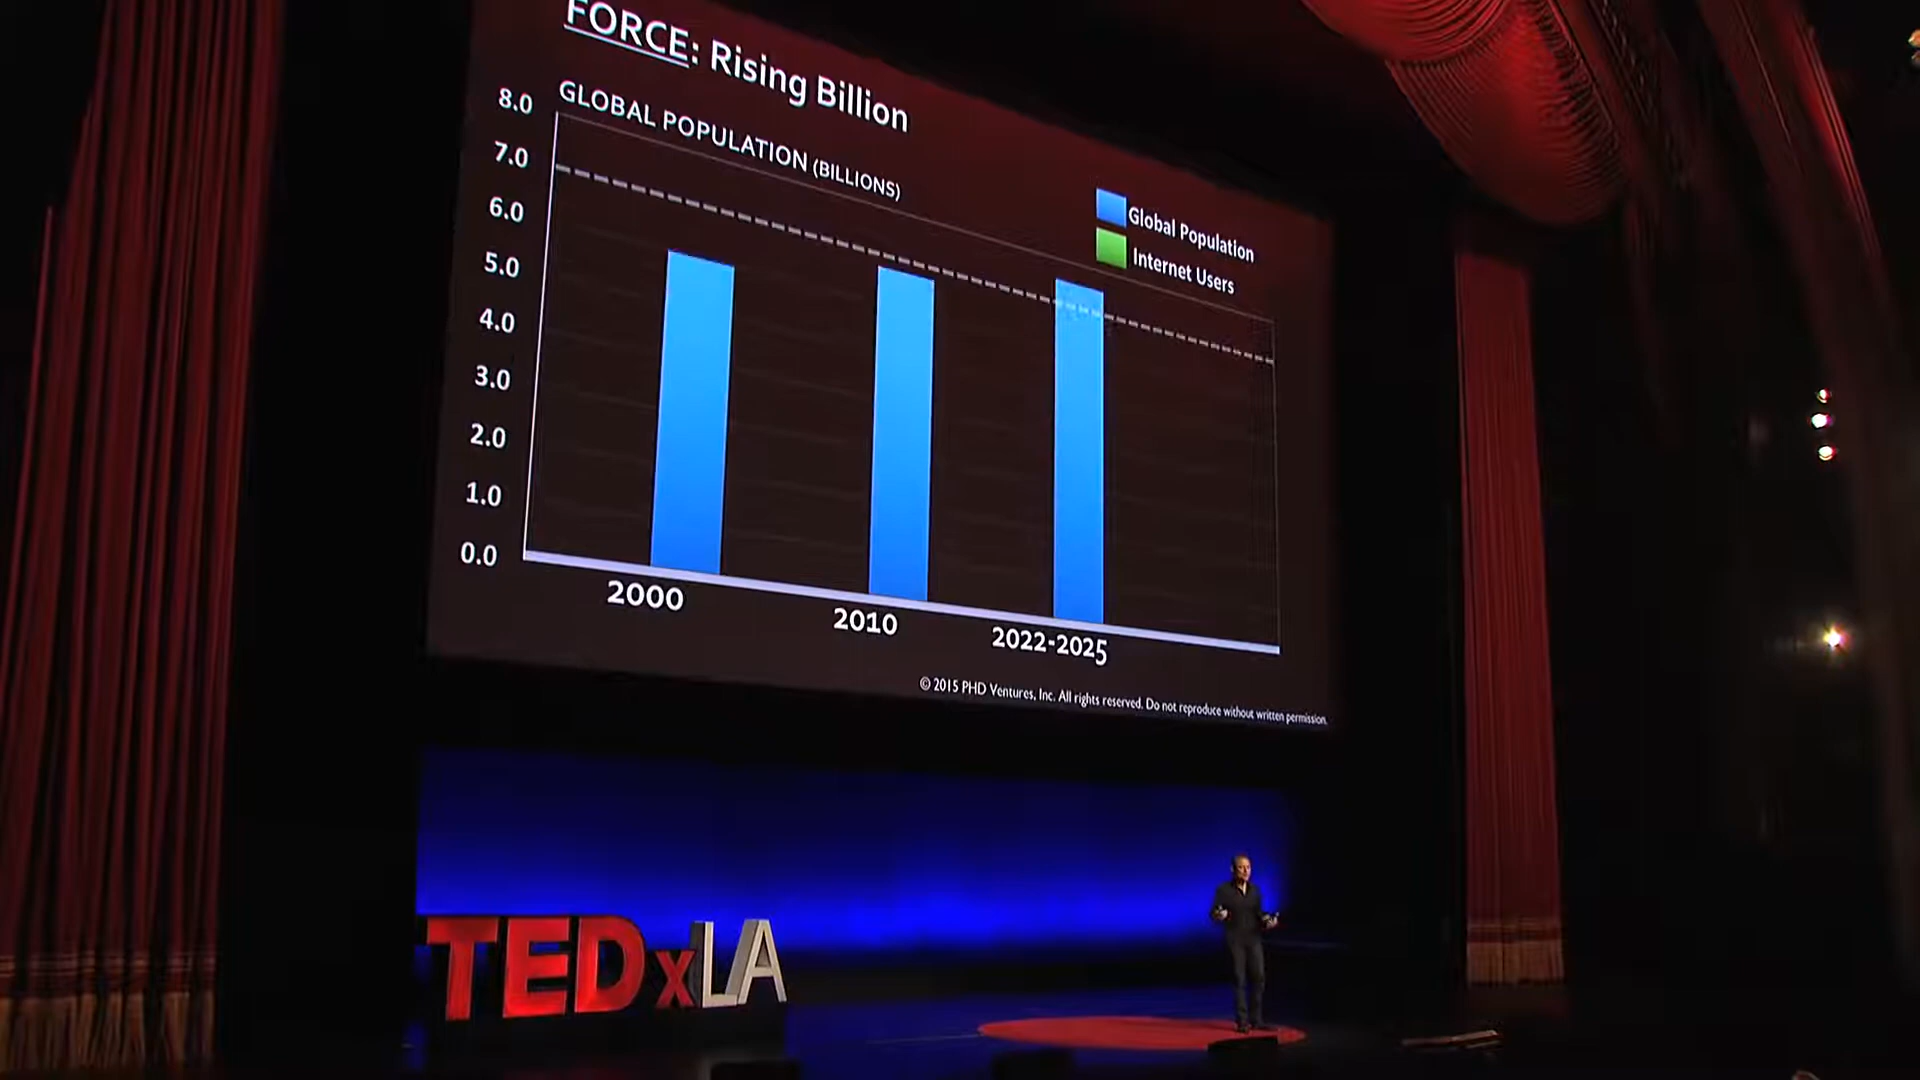 FORCE: Rising Billion
GLOBAL POPULATION (BILLIONS)
8.0
7.0
6.0
5.0
4.0
3.0
2.0
1.0
0.0
Global Population
Internet Users
2000
2010
2022-2025
© 2015 PHD Ventures, Inc. All rights reserved. Do not reproduce without written permission.
TEDxLA